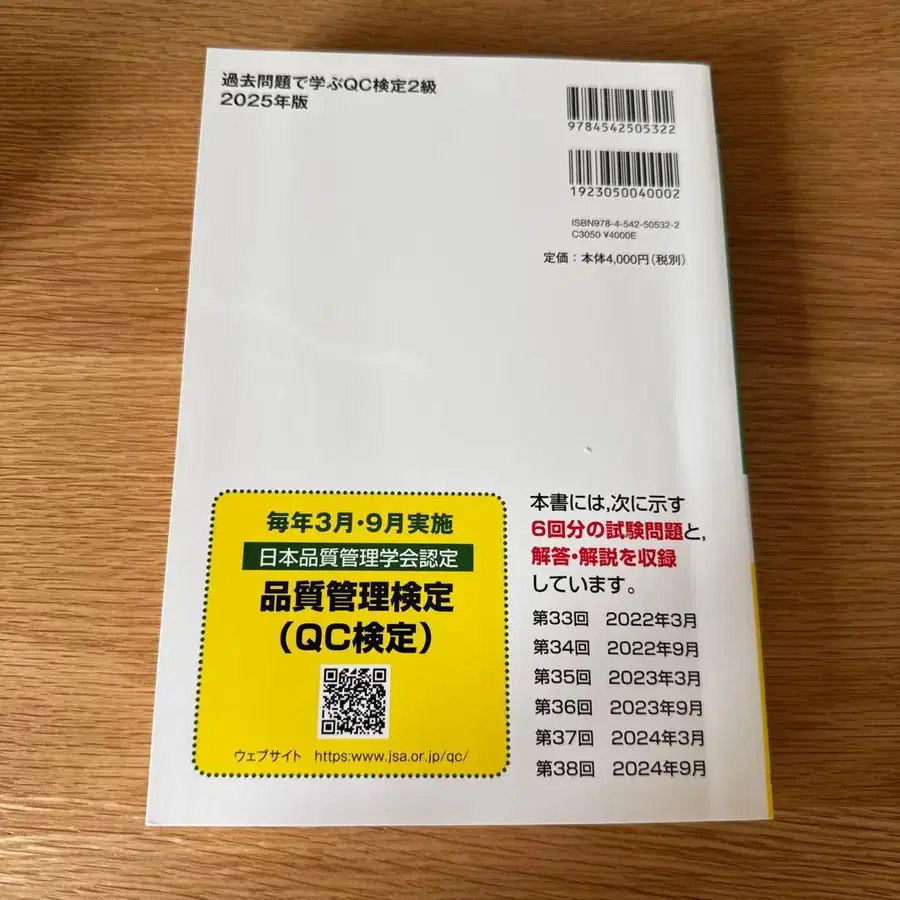 過去問題で学ぶQC検定2級
2025年版
9784542505322
1923050040002
ISBN978-4-542-50532-2
C3050 ¥4000E
定価：本体4,000円(税別)
毎年3月・9月実施
日本品質管理学会認定
品質管理検定
(QC検定)
ウェブサイト https:www.jsa.or.jp/qc/
本書には,次に示す
6回分の試験問題と,
解答・解説を収録
しています。
第33回 2022年3月
第34回 2022年9月
第35回 2023年3月
第36回 2023年9月
第37回 2024年3月
第38回 2024年9月